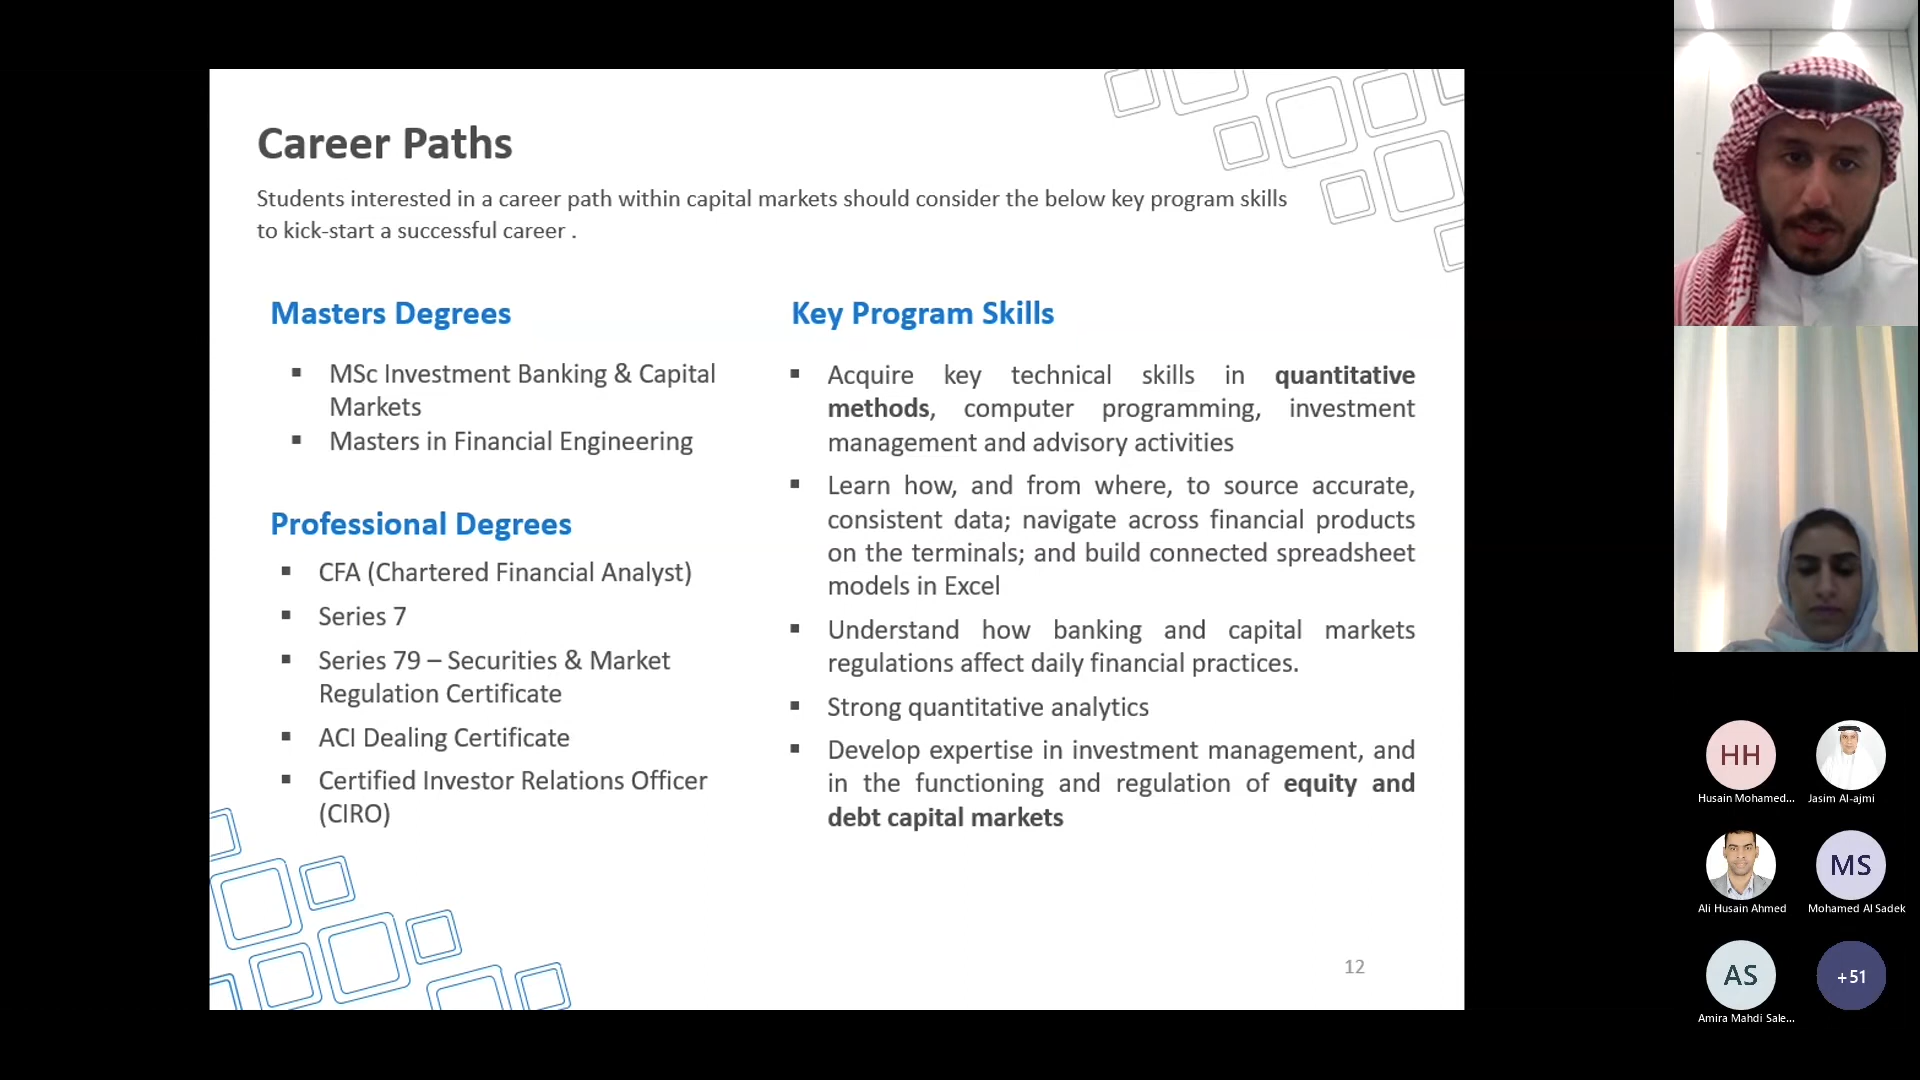 Career Paths
Students interested in a career path within capital markets should consider the below key program skills
to kick-start a successful career .
Masters Degrees
▪ MSc Investment Banking & Capital
Markets
▪ Masters in Financial Engineering
Professional Degrees
▪ CFA (Chartered Financial Analyst)
▪ Series 7
▪ Series 79 – Securities & Market
Regulation Certificate
▪ ACI Dealing Certificate
▪ Certified Investor Relations Officer
(CIRO)
Key Program Skills
▪ Acquire key technical skills in quantitative
methods, computer programming, investment
management and advisory activities
▪ Learn how, and from where, to source accurate,
consistent data; navigate across financial products
on the terminals; and build connected spreadsheet
models in Excel
▪ Understand how banking and capital markets
regulations affect daily financial practices.
▪ Strong quantitative analytics
▪ Develop expertise in investment management, and
in the functioning and regulation of equity and
debt capital markets
12
HH
Husain Mohamed...
Jasim Al-ajmi
Ali Husain Ahmed
MS
Mohamed Al Sadek
AS
Amira Mahdi Sale...
+51